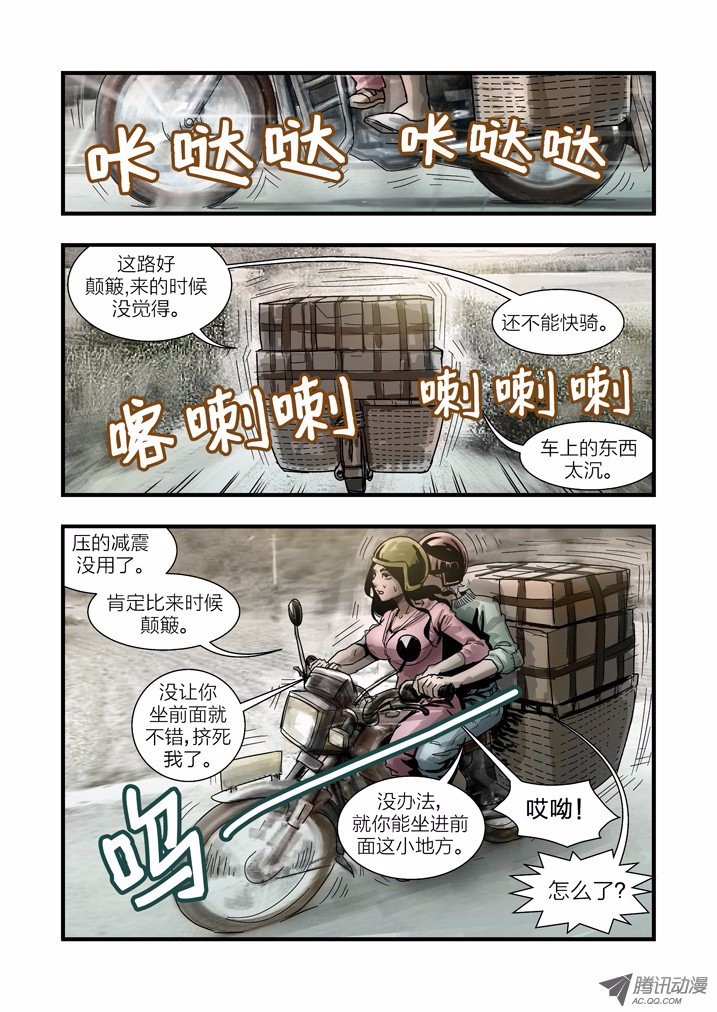 咔哒哒 咔哒哒
这路好
颠簸,来的时候
没觉得。
还不能快骑。
喀喇喇 喇喇喇
车上的东西
太沉。
压的减震
没用了。
肯定比来时候
颠簸。
没让你
坐前面就
不错,挤死
我了。
没办法,
就你能坐进前
面这小地方。
哎呦!
怎么了?
呜
腾讯动漫
AC.QQ.COM